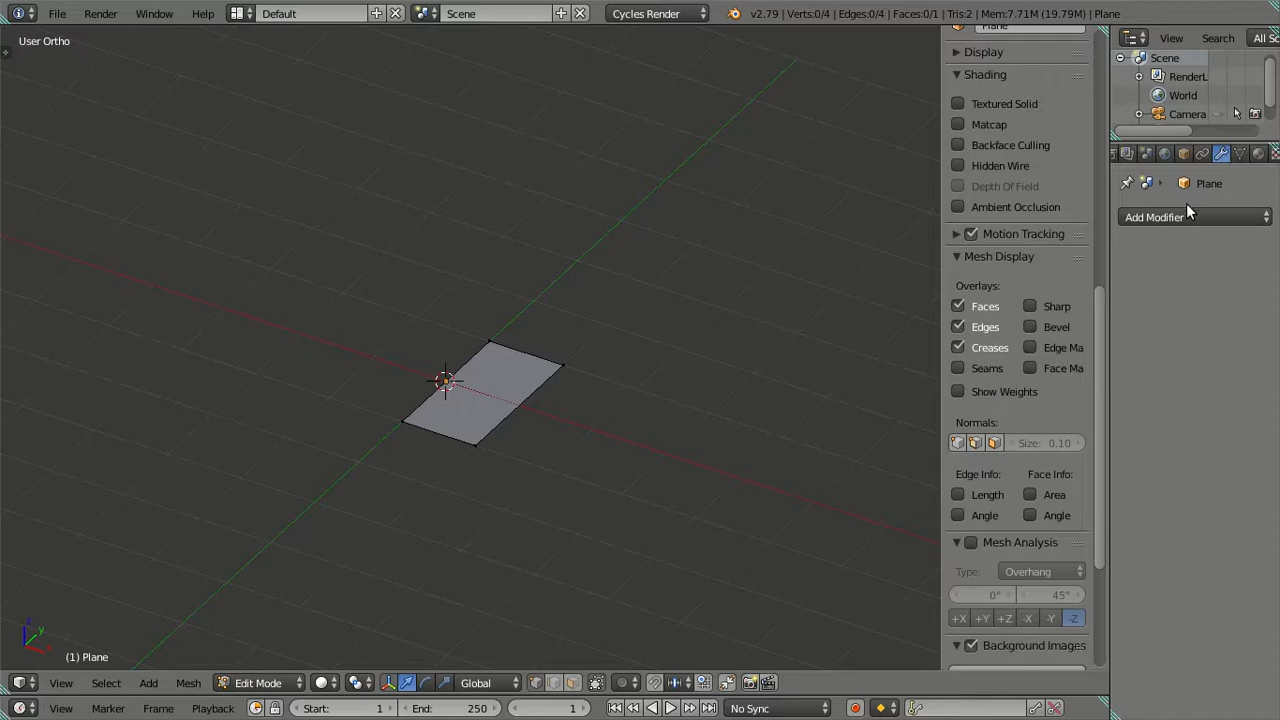 File Render Window Help Default Scene Cycles Render v2.79 | Verts:0/4 | Edges:0/4 | Faces:0/1 | Tris:2 | Mem:7.71M (19.79M) | Plane
User Ortho
Plane
Display
Shading
Textured Solid
Matcap
Backface Culling
Hidden Wire
Depth Of Field
Ambient Occlusion
Motion Tracking
Mesh Display
Overlays:
Faces Sharp
Edges Bevel
Creases Edge Ma
Seams Face Ma
Show Weights
Normals:
Size: 0.10
Edge Info: Face Info:
Length Area
Angle Angle
Mesh Analysis
Type: Overhang
0° 45°
+X +Y +Z -X -Y -Z
Background Images
View Search All Sc
Scene
RenderL
World
Camera
Plane
Add Modifier
z
y
x
(1) Plane
View Select Add Mesh Edit Mode Global
View Marker Frame Playback Start: 1 End: 250 1 No Sync